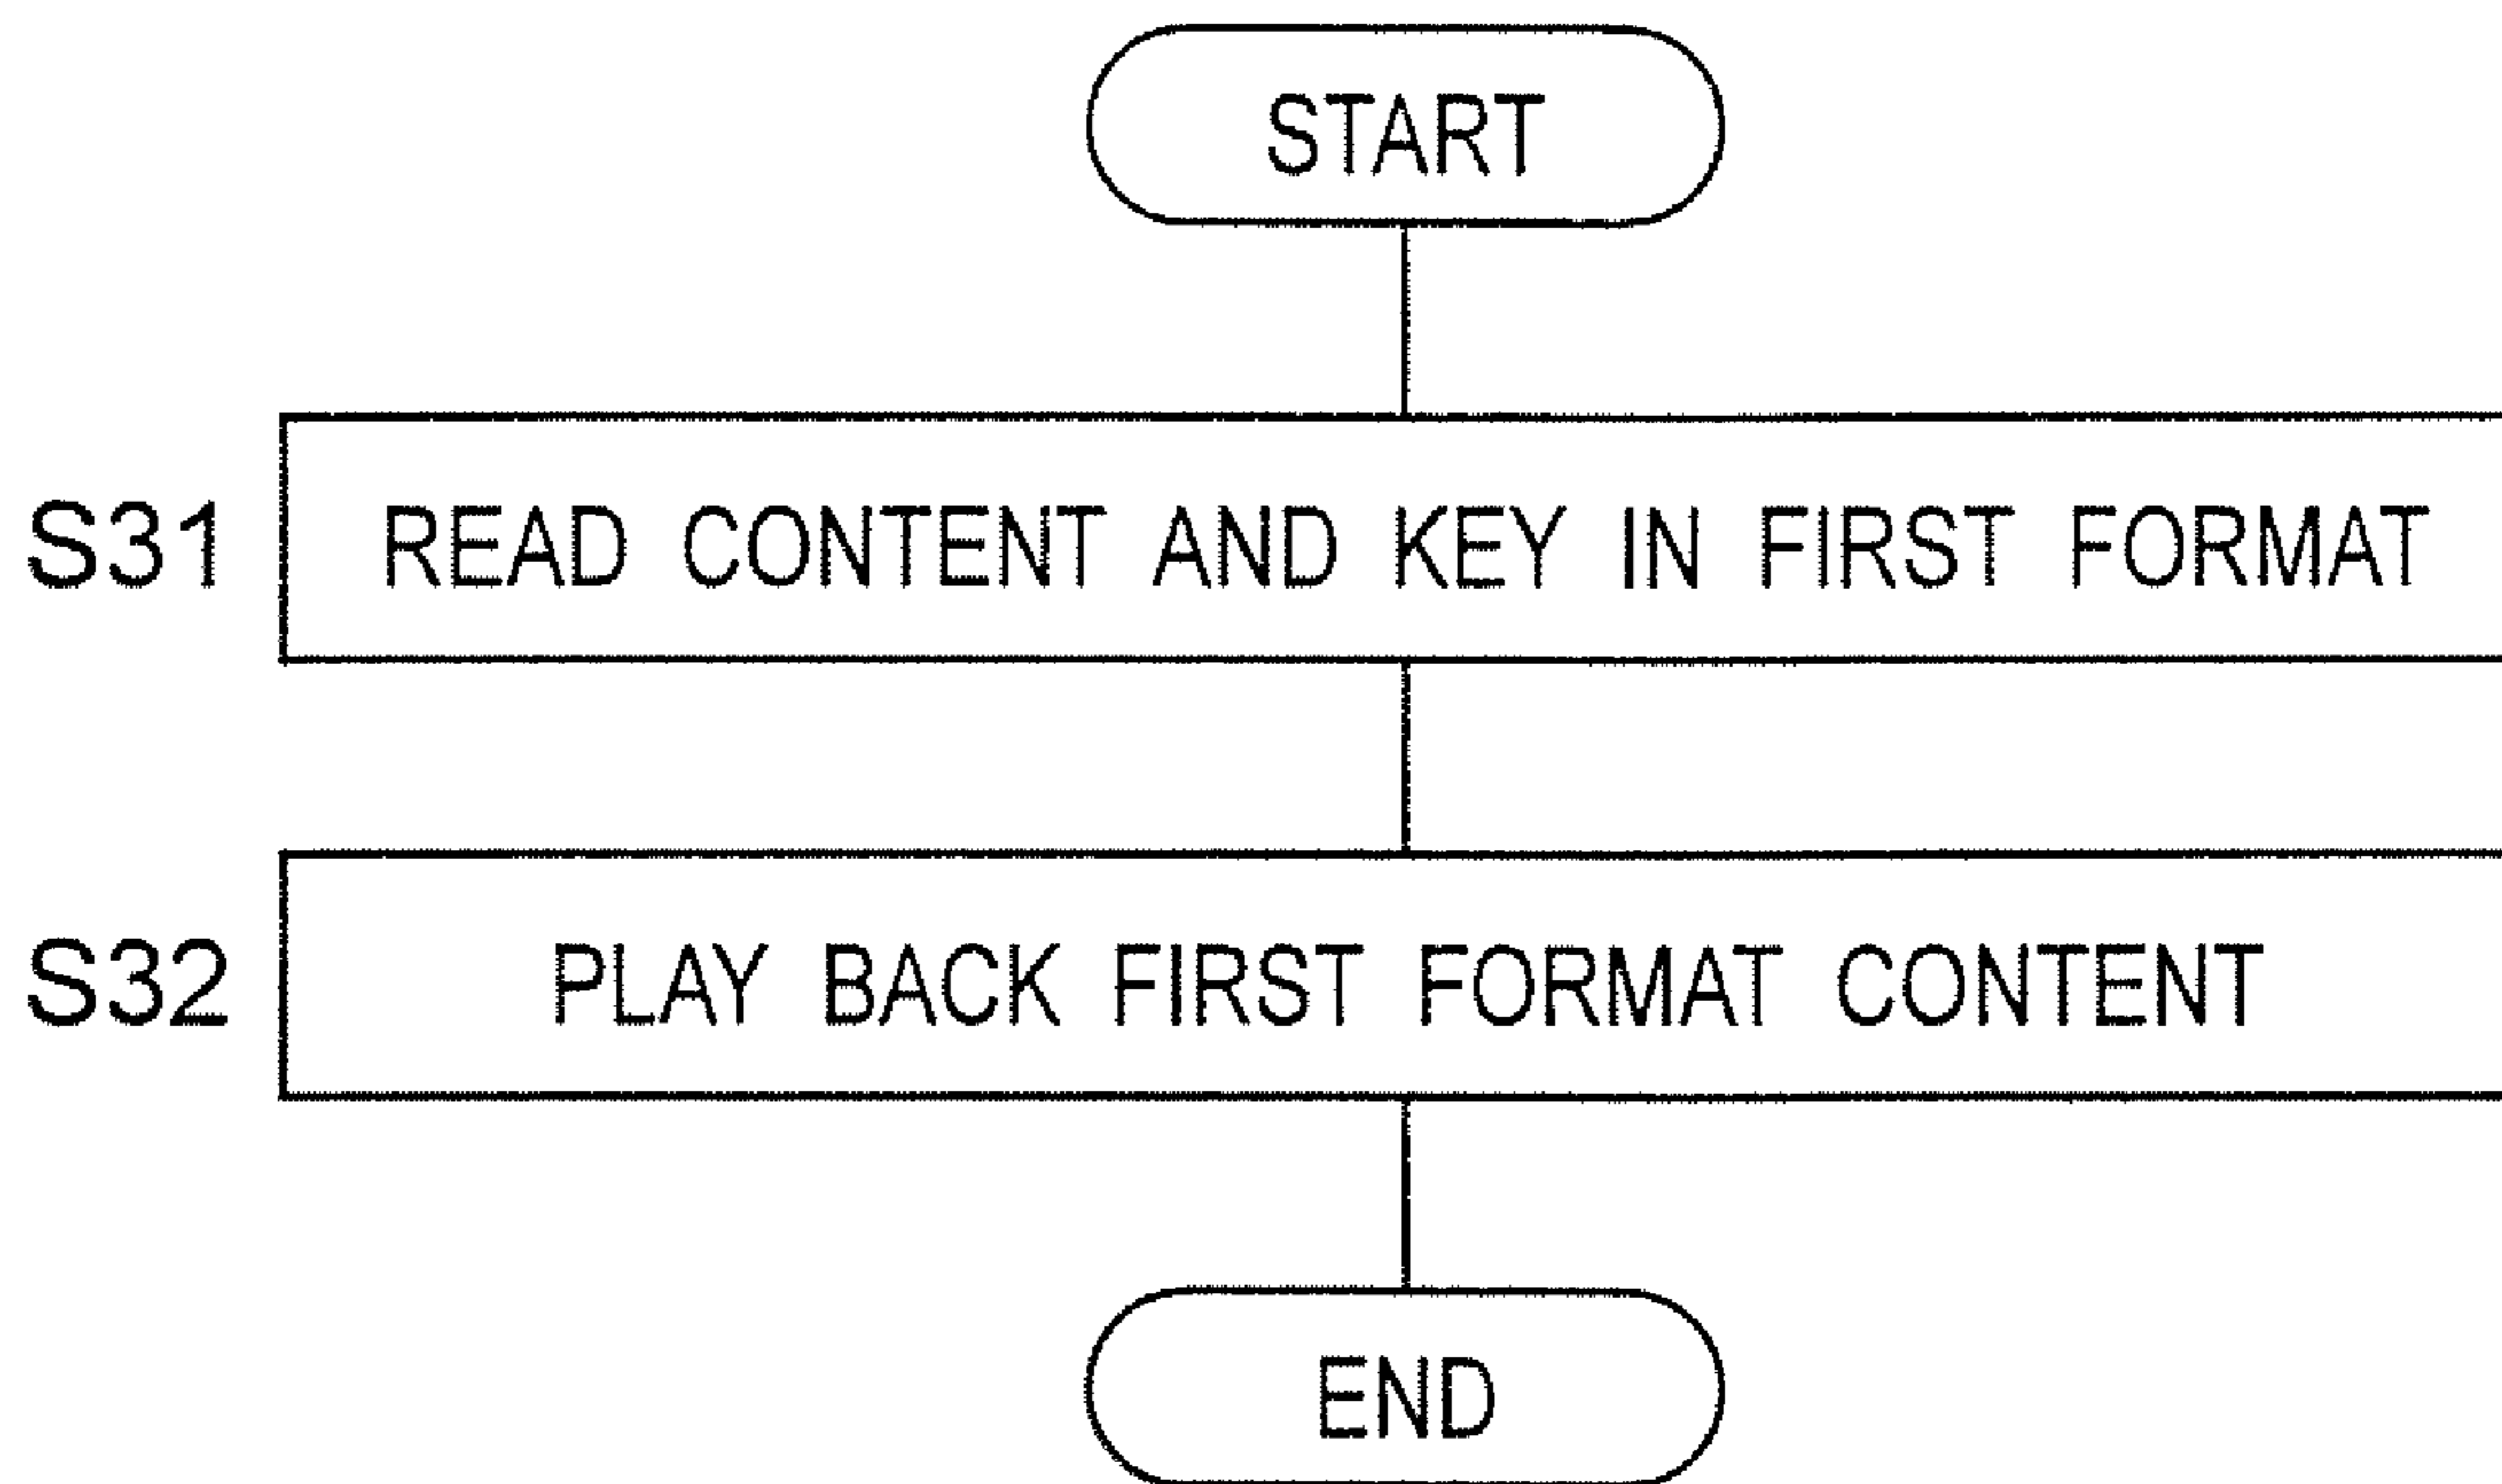 START
S31 READ CONTENT AND KEY IN FIRST FORMAT
S32 PLAY BACK FIRST FORMAT CONTENT
END